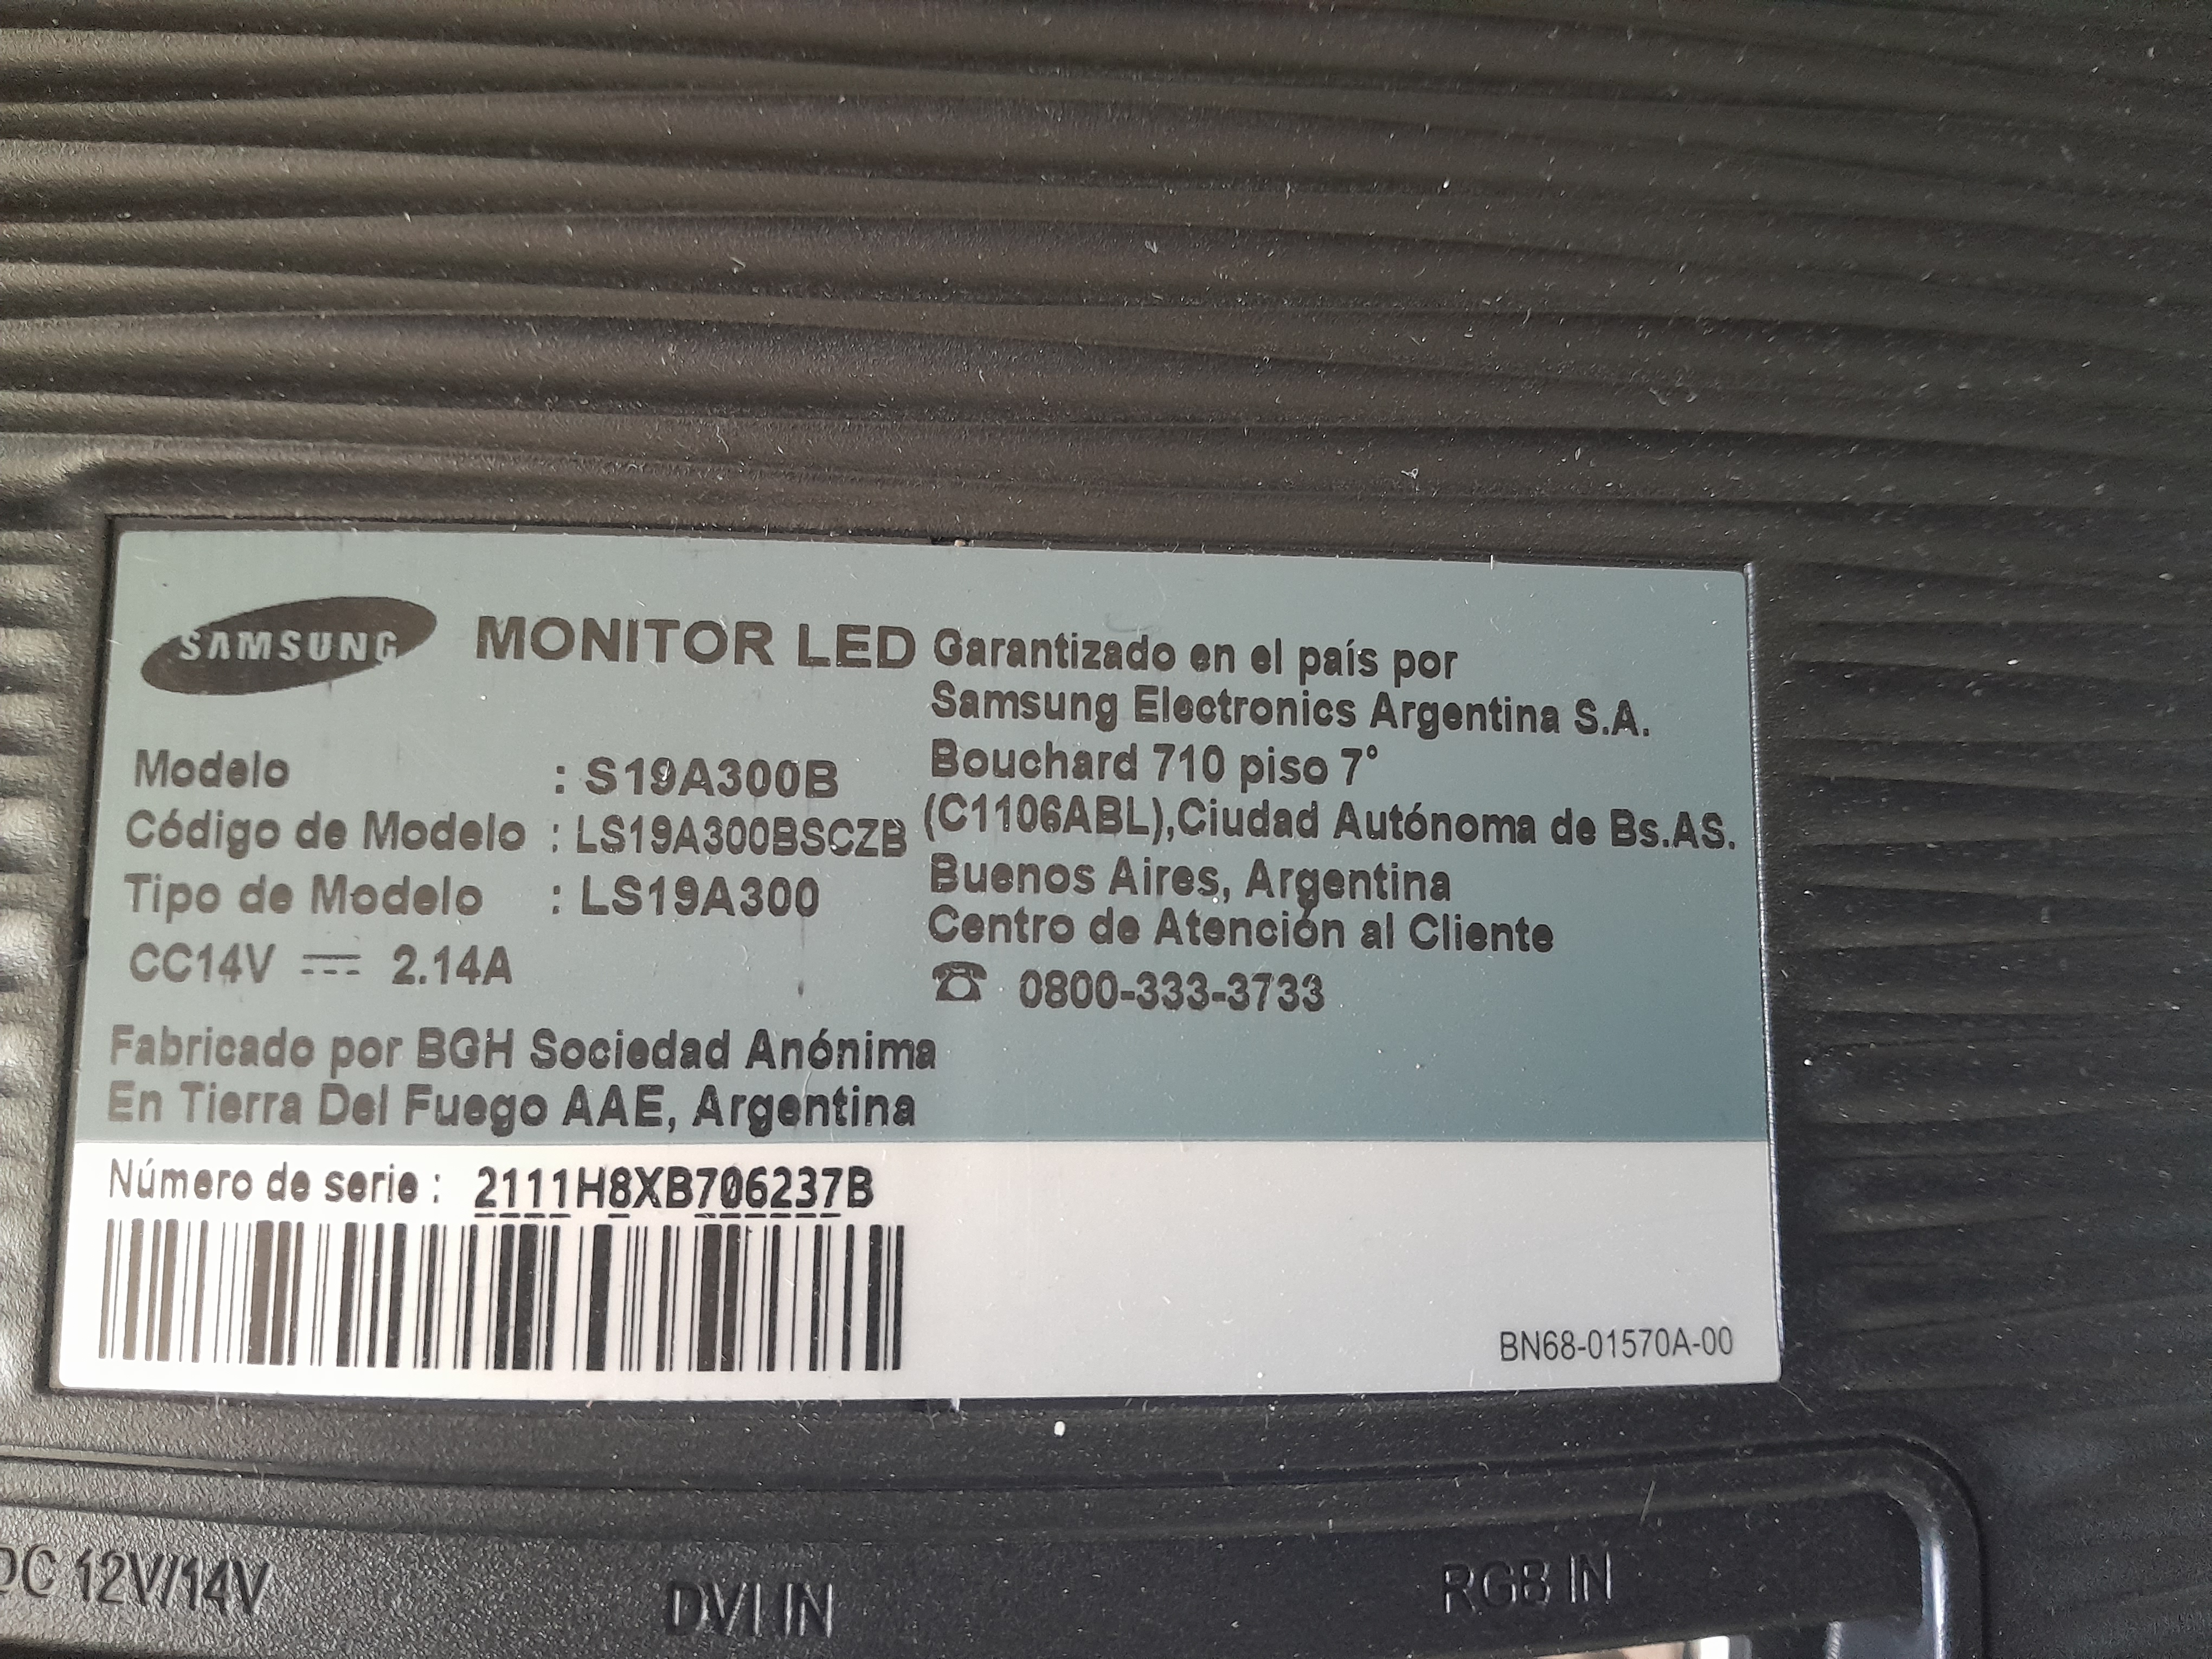 SAMSUNG
MONITOR LED
Modelo : S19A300B
Código de Modelo : LS19A300BSCZB
Tipo de Modelo : LS19A300
CC14V ⎓ 2.14A
Fabricado por BGH Sociedad Anónima
En Tierra Del Fuego AAE, Argentina
Garantizado en el país por
Samsung Electronics Argentina S.A.
Bouchard 710 piso 7°
(C1106ABL),Ciudad Autónoma de Bs.AS.
Buenos Aires, Argentina
Centro de Atención al Cliente
☎ 0800-333-3733
Número de serie : 2111H8XB706237B
BN68-01570A-00
DC 12V/14V
DVI IN
RGB IN